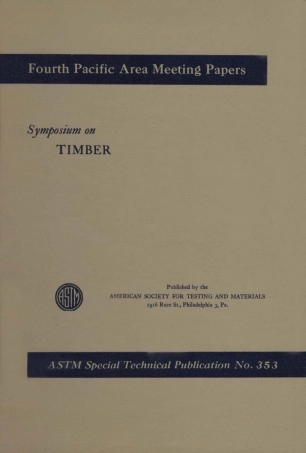 Fourth Pacific Area Meeting Papers
Symposium on
TIMBER
Published by the
ASTM
AMERICAN SOCIETY FOR TESTING AND MATERIALS
1916 Race St., Philadelphia 3, Pa.
ASTM Special Technical Publication No. 353